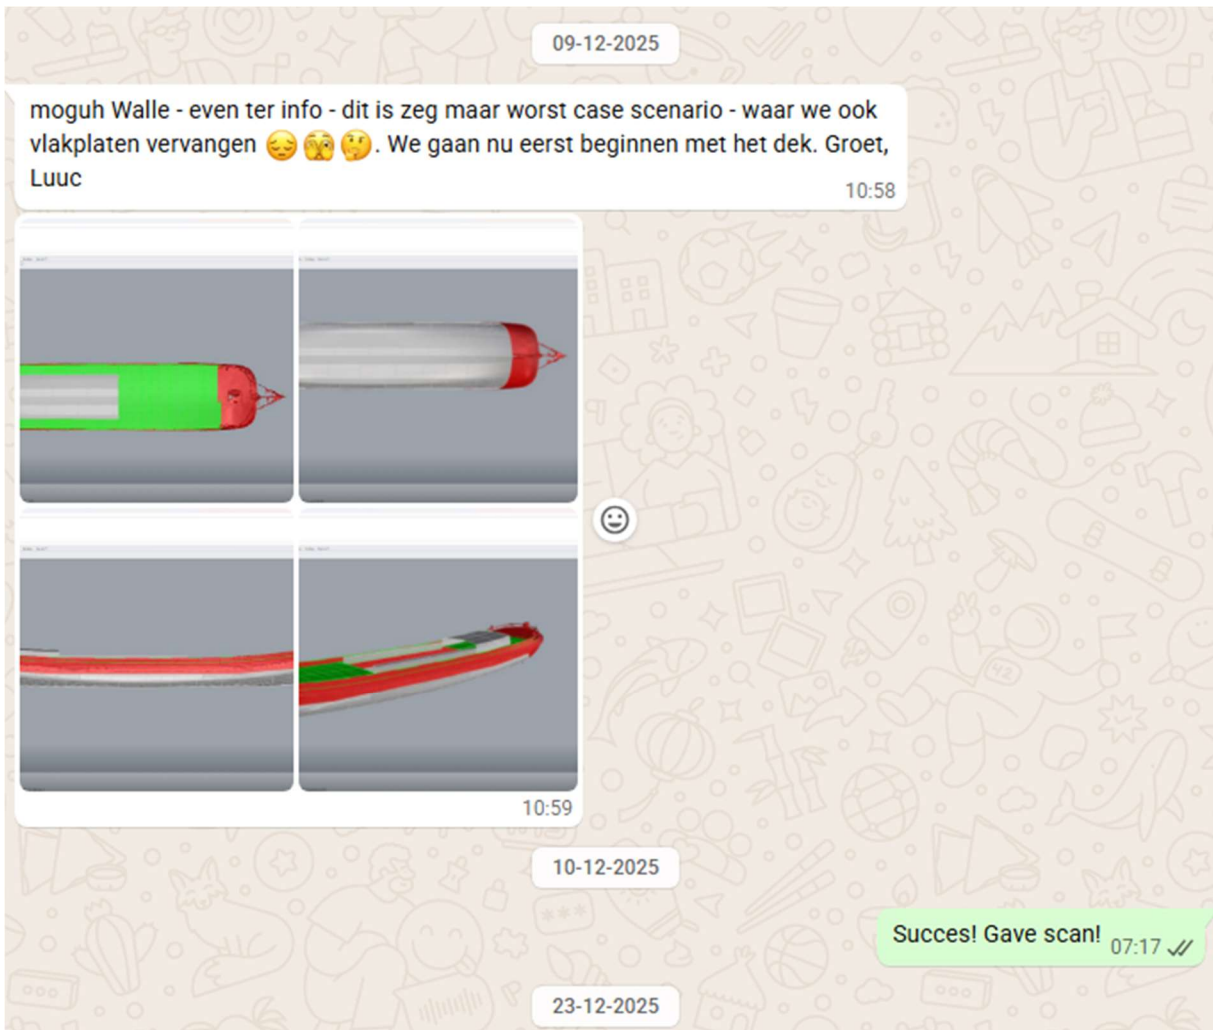 09-12-2025
moguh Walle - even ter info - dit is zeg maar worst case scenario - waar we ook
vlakplaten vervangen 😔🫣🤔. We gaan nu eerst beginnen met het dek. Groet,
Luuc
10:58
10:59
10-12-2025
Succes! Gave scan! 07:17
23-12-2025